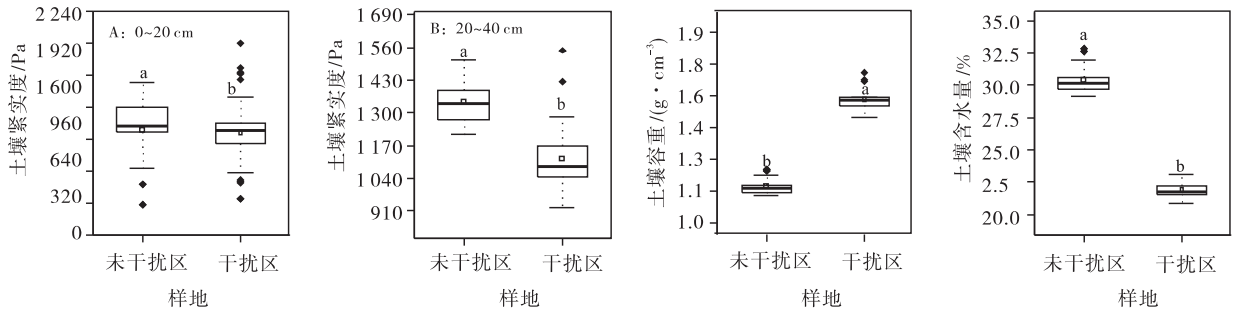 土壤紧实度/Pa
2 240
1 920
1 600
960
640
320
0
A: 0~20 cm
a
b
未干扰区
干扰区
样地
土壤紧实度/Pa
1 690
1 560
1 430
1 300
1 170
1 040
910
B: 20~40 cm
a
b
未干扰区
干扰区
样地
土壤容重/(g·cm⁻³)
1.9
1.8
1.6
1.4
1.3
1.1
1.0
b
a
未干扰区
干扰区
样地
土壤含水量/%
35.0
32.5
30.0
27.5
25.0
2.5
20.0
a
b
未干扰区
干扰区
样地